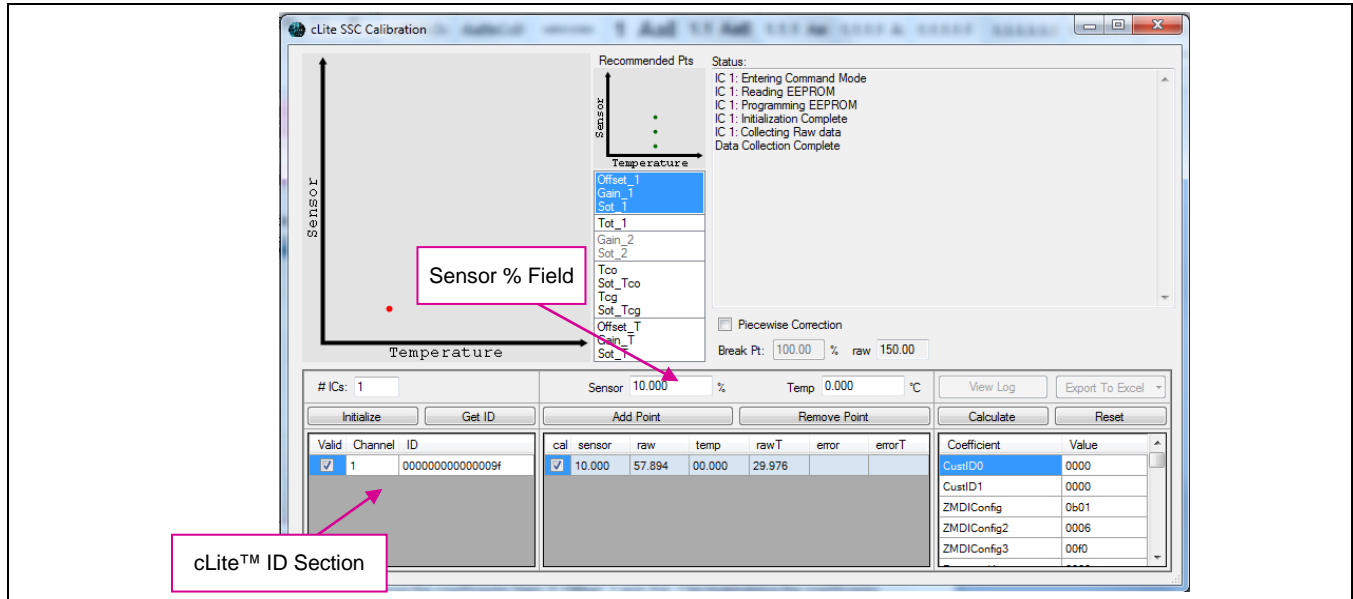 cLite SSC Calibration
Recommended Pts
Sensor
Temperature
Status:
IC 1: Entering Command Mode
IC 1: Reading EEPROM
IC 1: Programming EEPROM
IC 1: Initialization Complete
IC 1: Collecting Raw data
Data Collection Complete
Sensor
Temperature
Offset_1
Gain_1
Sot_1
Tot_1
Gain_2
Sot_2
Tco
Sot_Tco
Tcg
Sot_Tcg
Offset_T
Gain_T
Sot_T
Sensor % Field
Piecewise Correction
Break Pt: 100.00 % raw 150.00
# ICs: 1
Sensor 10.000 % Temp 0.000 °C
View Log Export To Excel
Initialize Get ID Add Point Remove Point Calculate Reset
Valid Channel ID
1 000000000000009f
cal sensor raw temp rawT error errorT
10.000 57.894 00.000 29.976
Coefficient Value
CustID0 0000
CustID1 0000
ZMDIConfig 0b01
ZMDIConfig2 0006
ZMDIConfig3 00f0
cLite™ ID Section